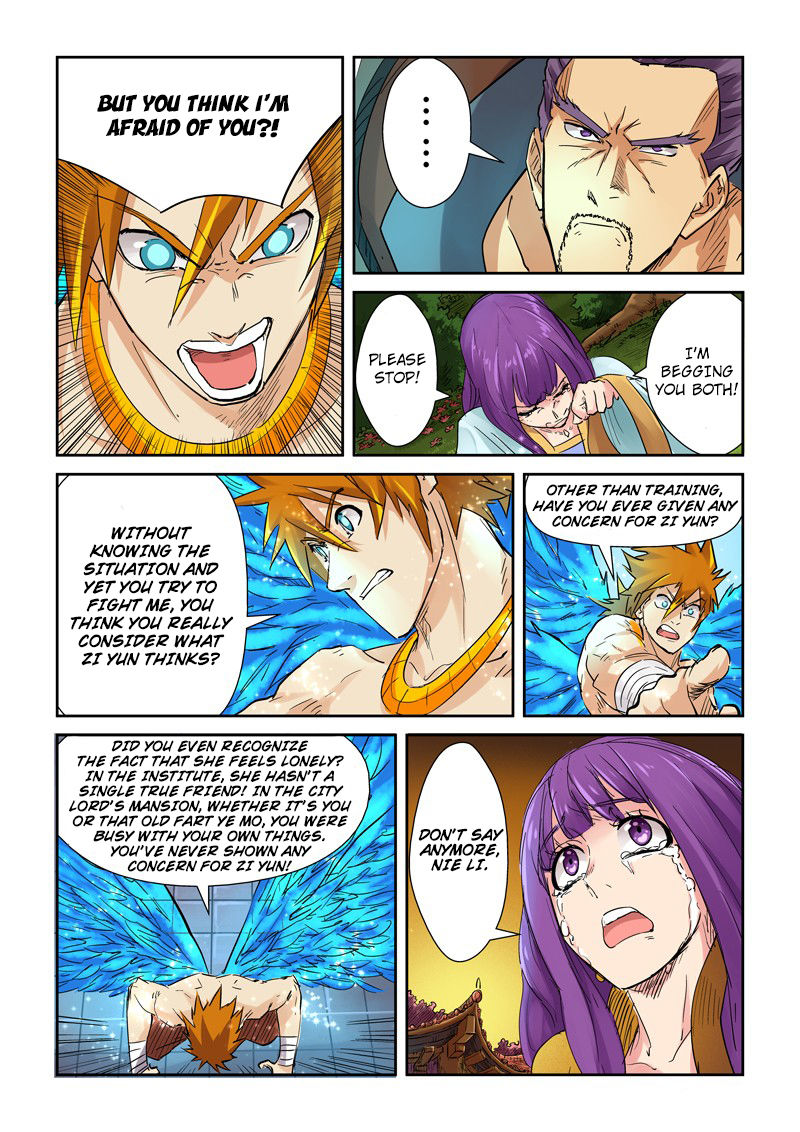 BUT YOU THINK I'M
AFRAID OF YOU?!
......
PLEASE
STOP!
I'M
BEGGING
YOU BOTH!
WITHOUT
KNOWING THE
SITUATION AND
YET YOU TRY TO
FIGHT ME, YOU
THINK YOU REALLY
CONSIDER WHAT
ZI YUN THINKS?
OTHER THAN TRAINING,
HAVE YOU EVER GIVEN ANY
CONCERN FOR ZI YUN?
DID YOU EVEN RECOGNIZE
THE FACT THAT SHE FEELS LONELY?
IN THE INSTITUTE, SHE HASN'T A
SINGLE TRUE FRIEND! IN THE CITY
LORD'S MANSION, WHETHER IT'S YOU
OR THAT OLD FART YE MO, YOU WERE
BUSY WITH YOUR OWN THINGS.
YOU'VE NEVER SHOWN ANY
CONCERN FOR ZI YUN!
DON'T SAY
ANYMORE,
NIE LI.